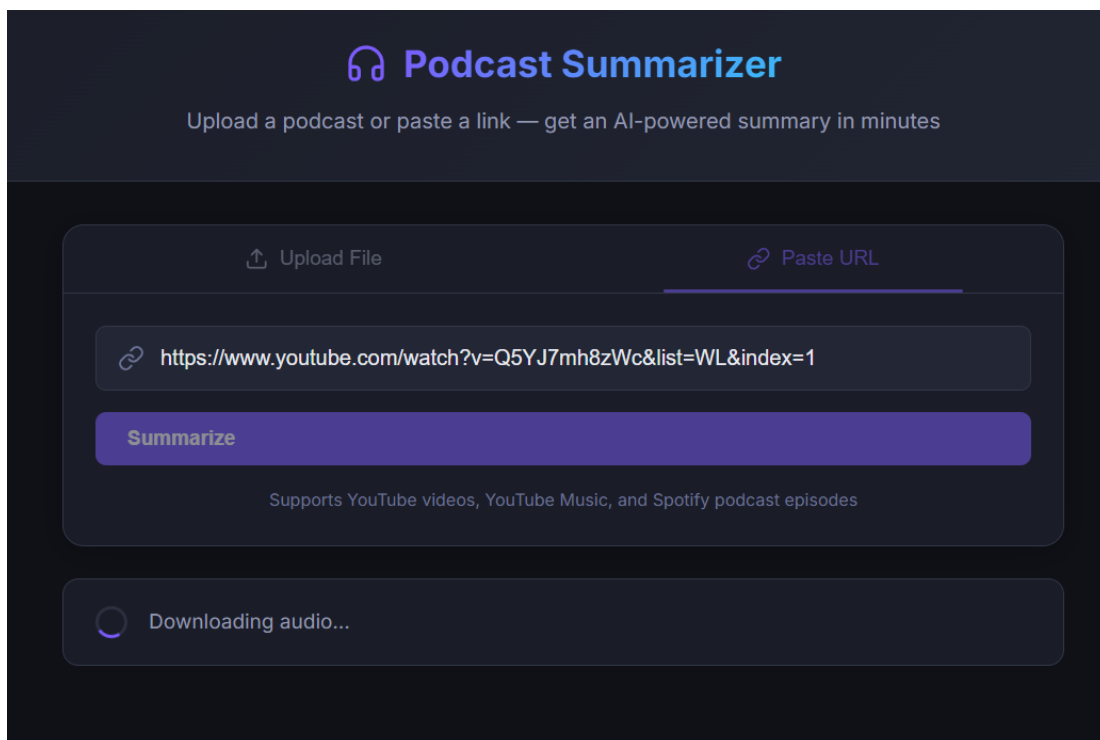 Podcast Summarizer
Upload a podcast or paste a link — get an AI-powered summary in minutes
Upload File
Paste URL
https://www.youtube.com/watch?v=Q5YJ7mh8zWc&list=WL&index=1
Summarize
Supports YouTube videos, YouTube Music, and Spotify podcast episodes
Downloading audio...